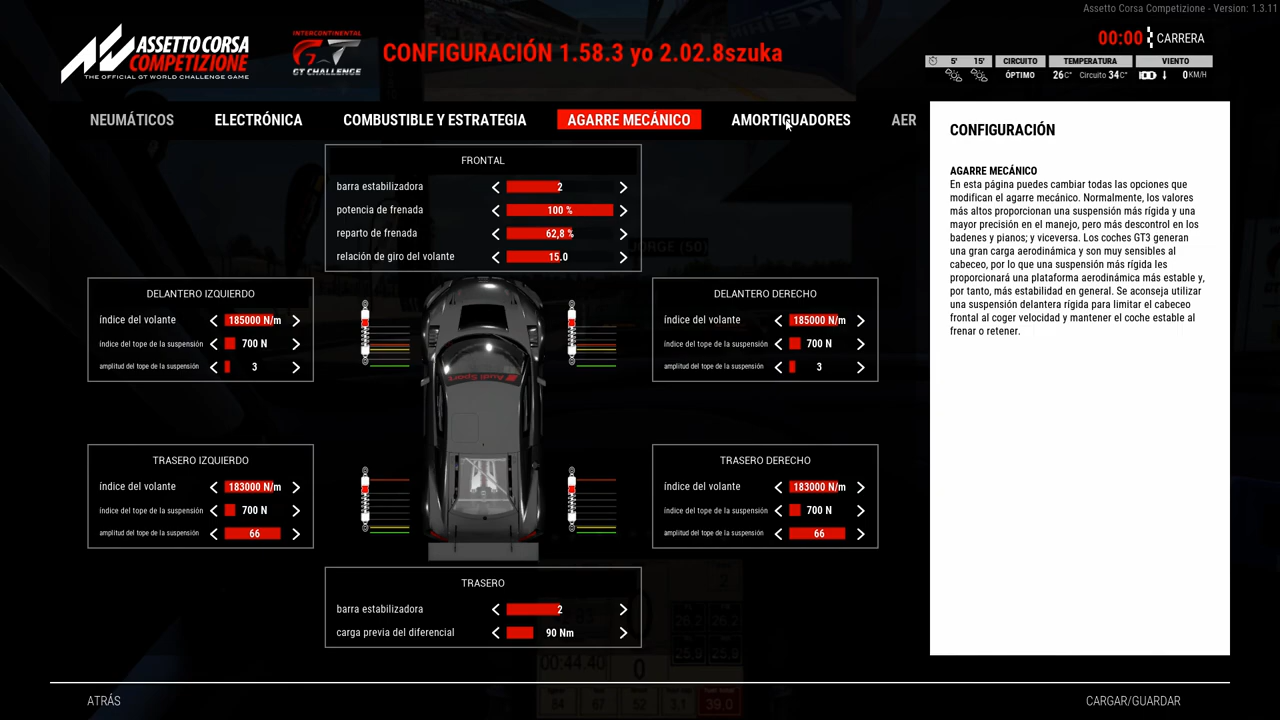 Assetto Corsa Competizione - Version: 1.3.11
ASSETTO CORSA
COMPETIZIONE
THE OFFICIAL GT WORLD CHALLENGE GAME
INTERCONTINENTAL
GT CHALLENGE
CONFIGURACIÓN 1.58.3 yo 2.02.8szuka
00:00 CARRERA
5' 15' CIRCUITO TEMPERATURA VIENTO
ÓPTIMO 26C° Circuito 34C° 0KM/H
NEUMÁTICOS ELECTRÓNICA COMBUSTIBLE Y ESTRATEGIA AGARRE MECÁNICO AMORTIGUADORES AER
FRONTAL
barra estabilizadora 2
potencia de frenada 100 %
reparto de frenada 62,8 %
relación de giro del volante 15.0
DELANTERO IZQUIERDO
índice del volante 185000 N/m
índice del tope de la suspensión 700 N
amplitud del tope de la suspensión 3
DELANTERO DERECHO
índice del volante 185000 N/m
índice del tope de la suspensión 700 N
amplitud del tope de la suspensión 3
Audi Sport
TRASERO IZQUIERDO
índice del volante 183000 N/m
índice del tope de la suspensión 700 N
amplitud del tope de la suspensión 66
TRASERO DERECHO
índice del volante 183000 N/m
índice del tope de la suspensión 700 N
amplitud del tope de la suspensión 66
TRASERO
barra estabilizadora 2
carga previa del diferencial 90 Nm
CONFIGURACIÓN
AGARRE MECÁNICO
En esta página puedes cambiar todas las opciones que
modifican el agarre mecánico. Normalmente, los valores
más altos proporcionan una suspensión más rígida y una
mayor precisión en el manejo, pero más descontrol en los
badenes y pianos; y viceversa. Los coches GT3 generan
una gran carga aerodinámica y son muy sensibles al
cabeceo, por lo que una suspensión más rígida les
proporcionará una plataforma aerodinámica más estable y,
por tanto, más estabilidad en general. Se aconseja utilizar
una suspensión delantera rígida para limitar el cabeceo
frontal al coger velocidad y mantener el coche estable al
frenar o retener.
00:44.40 0
84 67 52 3.1 39.0
ATRÁS
CARGAR/GUARDAR